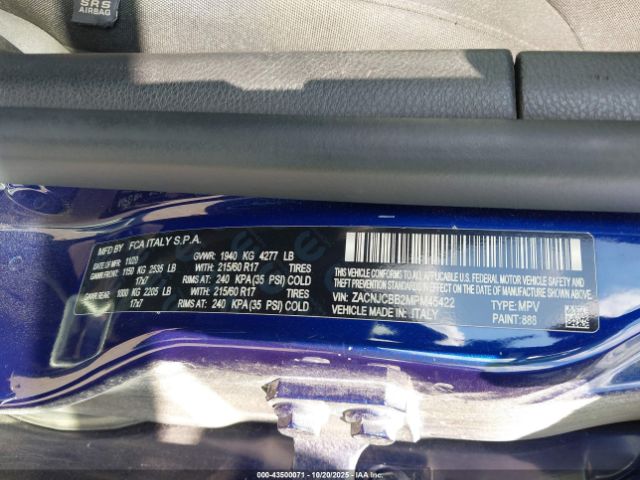 SRS
AIRBAG
MFD BY FCA ITALY S.P.A.
DATE OF MFR 11/20 GVWR: 1940 KG 4277 LB
GAWR FRONT: 1150 KG 2535 LB WITH 215/60 R17 TIRES
17x7 RIMS AT: 240 KPA (35 PSI) COLD
GAWR REAR: 1000 KG 2205 LB WITH 215/60 R17 TIRES
17x7 RIMS AT: 240 KPA (35 PSI) COLD
THIS VEHICLE CONFORMS TO ALL APPLICABLE U.S. FEDERAL MOTOR VEHICLE SAFETY, BUMPER AND THEFT PREVENTION STANDARDS IN EFFECT ON THE DATE OF MANUFACTURE SHOWN ABOVE.
VIN: ZACNJCBB2MPM45422 TYPE: MPV
VEHICLE MADE IN: ITALY PAINT: 888
000-43500071 - 10/20/2025 - IAAI.COM